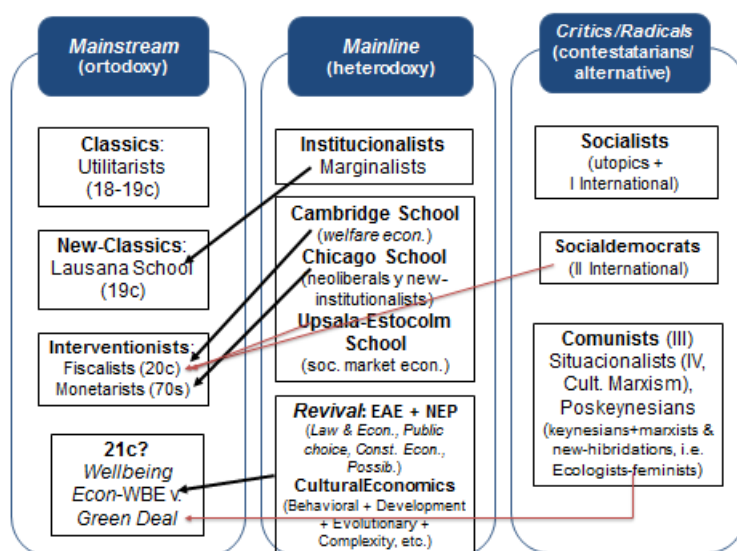 Mainstream
(ortodoxy)
Classics:
Utilitarists
(18-19c)
New-Classics:
Lausana School
(19c)
Interventionists:
Fiscalists (20c)
Monetarists (70s)
21c?
Wellbeing
Econ-WBE v.
Green Deal
Mainline
(heterodoxy)
Institucionalists
Marginalists
Cambridge School
(welfare econ.)
Chicago School
(neoliberals y new-
institutionalists)
Upsala-Estocolm
School
(soc. market econ.)
Revival: EAE + NEP
(Law & Econ., Public
choice, Const. Econ.,
Possib.)
CulturalEconomics
(Behavioral + Development
+ Evolutionary +
Complexity, etc.)
Critics/Radicals
(contestatarians/
alternative)
Socialists
(utopics +
I International)
Socialdemocrats
(II International)
Comunists (III)
Situacionalists (IV,
Cult. Marxism),
Poskeynesians
(keynesians+marxists &
new-hibridations, i.e.
Ecologists-feminists)